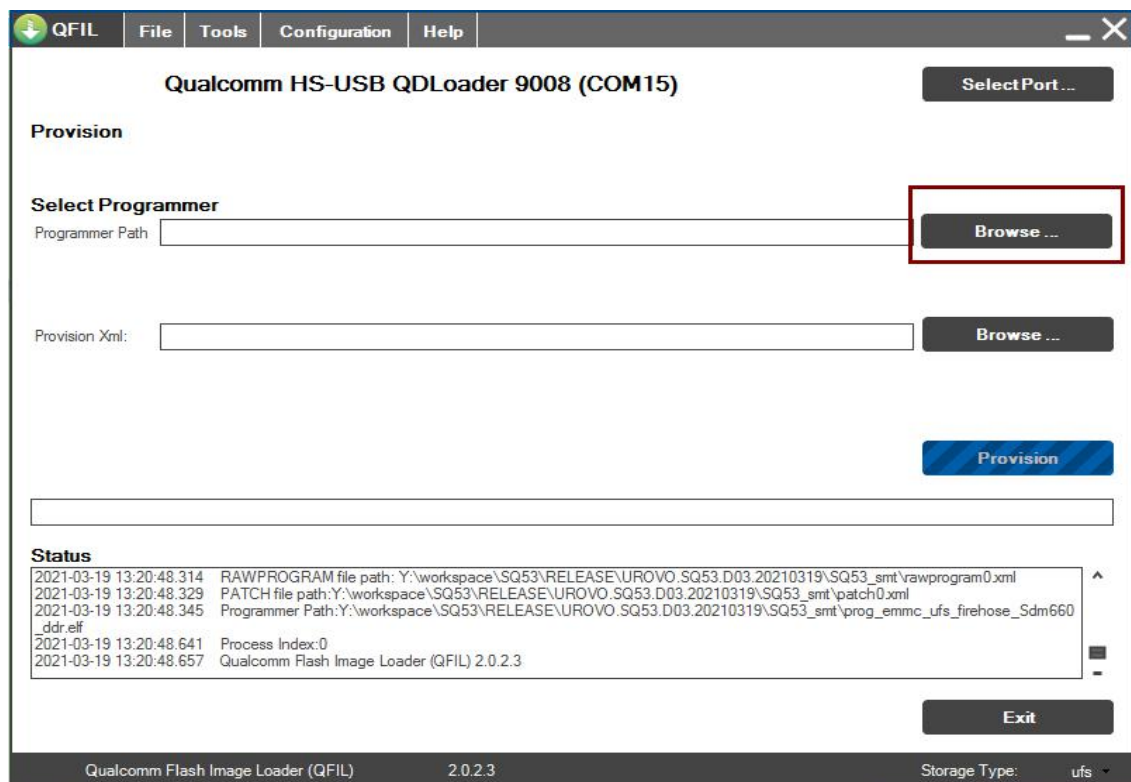 QFIL File Tools Configuration Help
Qualcomm HS-USB QDLoader 9008 (COM15)
Select Port ...
Provision
Select Programmer
Programmer Path
Browse ...
Provision Xml:
Browse ...
Provision
Status
2021-03-19 13:20:48.314 RAWPROGRAM file path: Y:\workspace\SQ53\RELEASE\UROVO.SQ53.D03.20210319\SQ53_smt\rawprogram0.xml
2021-03-19 13:20:48.329 PATCH file path:Y:\workspace\SQ53\RELEASE\UROVO.SQ53.D03.20210319\SQ53_smt\patch0.xml
2021-03-19 13:20:48.345 Programmer Path:Y:\workspace\SQ53\RELEASE\UROVO.SQ53.D03.20210319\SQ53_smt\prog_emmc_ufs_firehose_Sdm660
_ddr.elf
2021-03-19 13:20:48.641 Process Index:0
2021-03-19 13:20:48.657 Qualcomm Flash Image Loader (QFIL) 2.0.2.3
Exit
Qualcomm Flash Image Loader (QFIL) 2.0.2.3 Storage Type: ufs